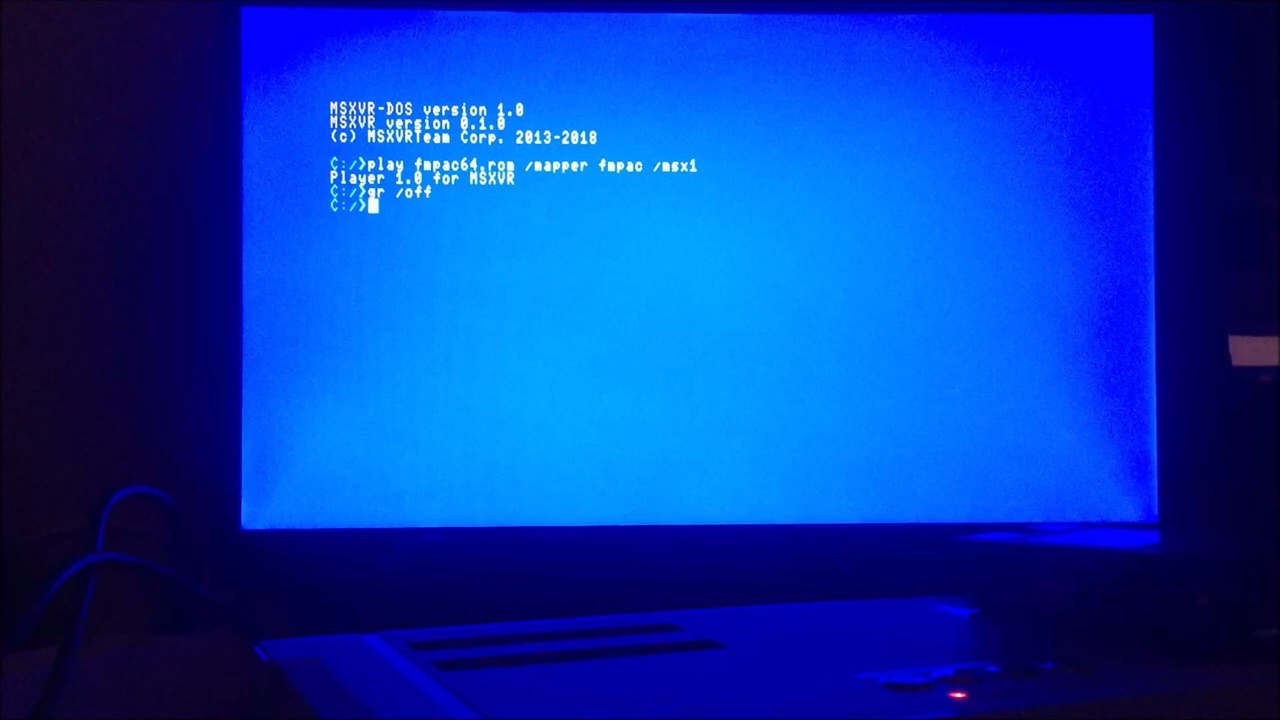 MSXVR-DOS version 1.0
MSXVR version 0.1.0
(c) MSXVRTeam Corp. 2013-2018
C:/>play fmpac64.rom /mapper fmpac /msx1
Player 1.0 for MSXVR
C:/>gr /off
C:/>